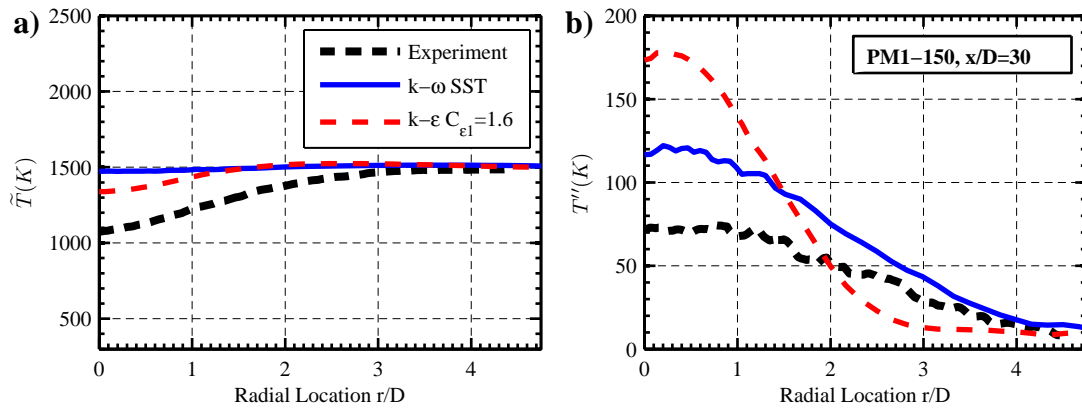 a)
T̃(K)
2500
2000
1500
1000
500
0
1
2
3
4
Radial Location r/D
Experiment
k−ω SST
k−ε Cε1=1.6
b)
T''(K)
200
150
100
50
0
0
1
2
3
4
Radial Location r/D
PM1−150, x/D=30